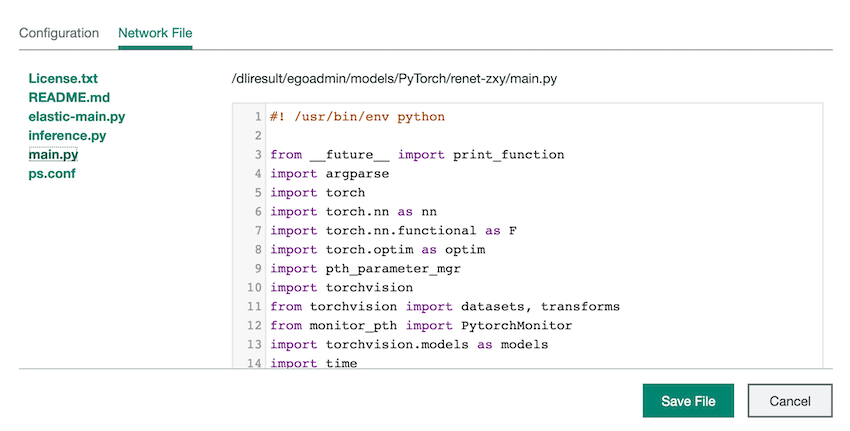 Configuration Network File
License.txt
README.md
elastic-main.py
inference.py
main.py
ps.conf
/dliresult/egoadmin/models/PyTorch/renet-zxy/main.py
1 #! /usr/bin/env python
2
3 from __future__ import print_function
4 import argparse
5 import torch
6 import torch.nn as nn
7 import torch.nn.functional as F
8 import torch.optim as optim
9 import pth_parameter_mgr
10 import torchvision
11 from torchvision import datasets, transforms
12 from monitor_pth import PytorchMonitor
13 import torchvision.models as models
14 import time
Save File Cancel